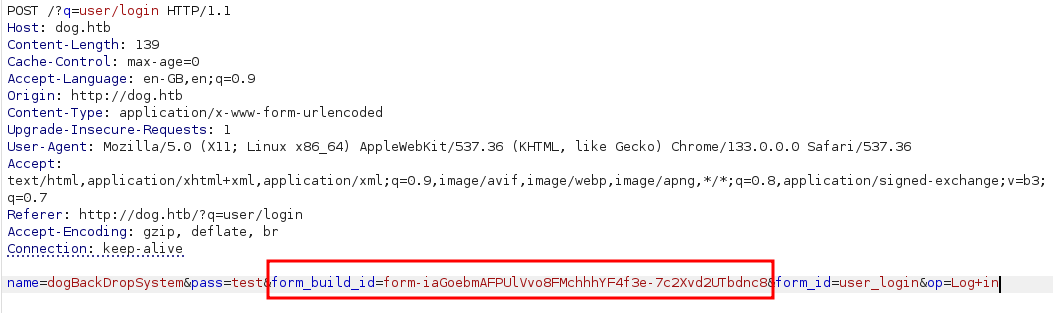 POST /?q=user/login HTTP/1.1
Host: dog.htb
Content-Length: 139
Cache-Control: max-age=0
Accept-Language: en-GB,en;q=0.9
Origin: http://dog.htb
Content-Type: application/x-www-form-urlencoded
Upgrade-Insecure-Requests: 1
User-Agent: Mozilla/5.0 (X11; Linux x86_64) AppleWebKit/537.36 (KHTML, like Gecko) Chrome/133.0.0.0 Safari/537.36
Accept:
text/html,application/xhtml+xml,application/xml;q=0.9,image/avif,image/webp,image/apng,*/*;q=0.8,application/signed-exchange;v=b3;
q=0.7
Referer: http://dog.htb/?q=user/login
Accept-Encoding: gzip, deflate, br
Connection: keep-alive
name=dogBackDropSystem&pass=test&form_build_id=form-iaGoebmAFPUlVvo8FMchhhYF4f3e-7c2Xvd2UTbdnc8&form_id=user_login&op=Log+in